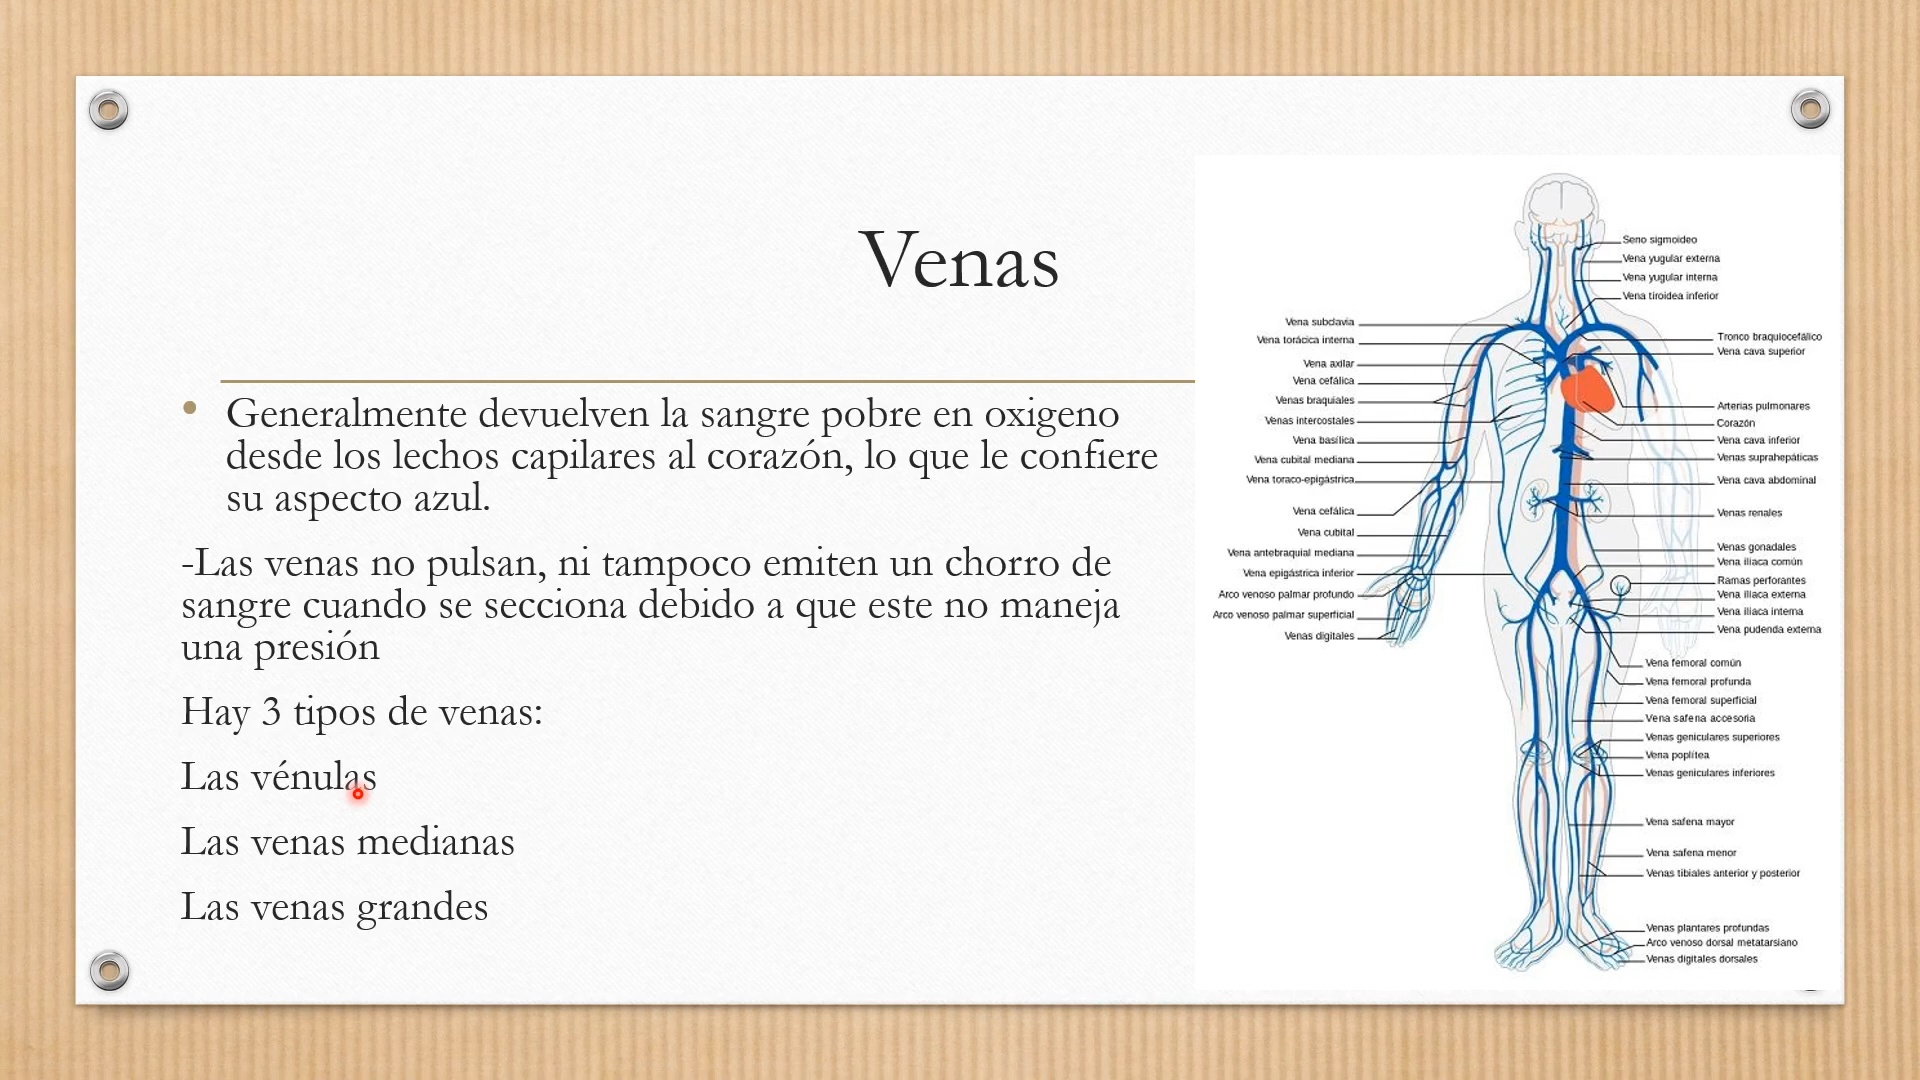 Venas
Generalmente devuelven la sangre pobre en oxigeno
desde los lechos capilares al corazón, lo que le confiere
su aspecto azul.
-Las venas no pulsan, ni tampoco emiten un chorro de
sangre cuando se secciona debido a que este no maneja
una presión
Hay 3 tipos de venas:
Las vénulas
Las venas medianas
Las venas grandes
Vena subclavia
Vena torácica interna
Vena axilar
Vena cefálica
Venas braquiales
Venas intercostales
Vena basílica
Vena cubital mediana
Vena toraco-epigástrica
Vena cefálica
Vena cubital
Vena antebraquial mediana
Vena epigástrica inferior
Arco venoso palmar profundo
Arco venoso palmar superficial
Venas digitales
Seno sigmoideo
Vena yugular externa
Vena yugular interna
Vena tiroidea inferior
Tronco braquiocefálico
Vena cava superior
Arterias pulmonares
Corazón
Vena cava inferior
Venas suprahepáticas
Vena cava abdominal
Venas renales
Venas gonadales
Vena ilíaca común
Ramas perforantes
Vena ilíaca externa
Vena ilíaca interna
Vena pudenda externa
Vena femoral común
Vena femoral profunda
Vena femoral superficial
Vena safena accesoria
Venas geniculares superiores
Vena poplítea
Venas geniculares inferiores
Vena safena mayor
Vena safena menor
Venas tibiales anterior y posterior
Venas plantares profundas
Arco venoso dorsal metatarsiano
Venas digitales dorsales